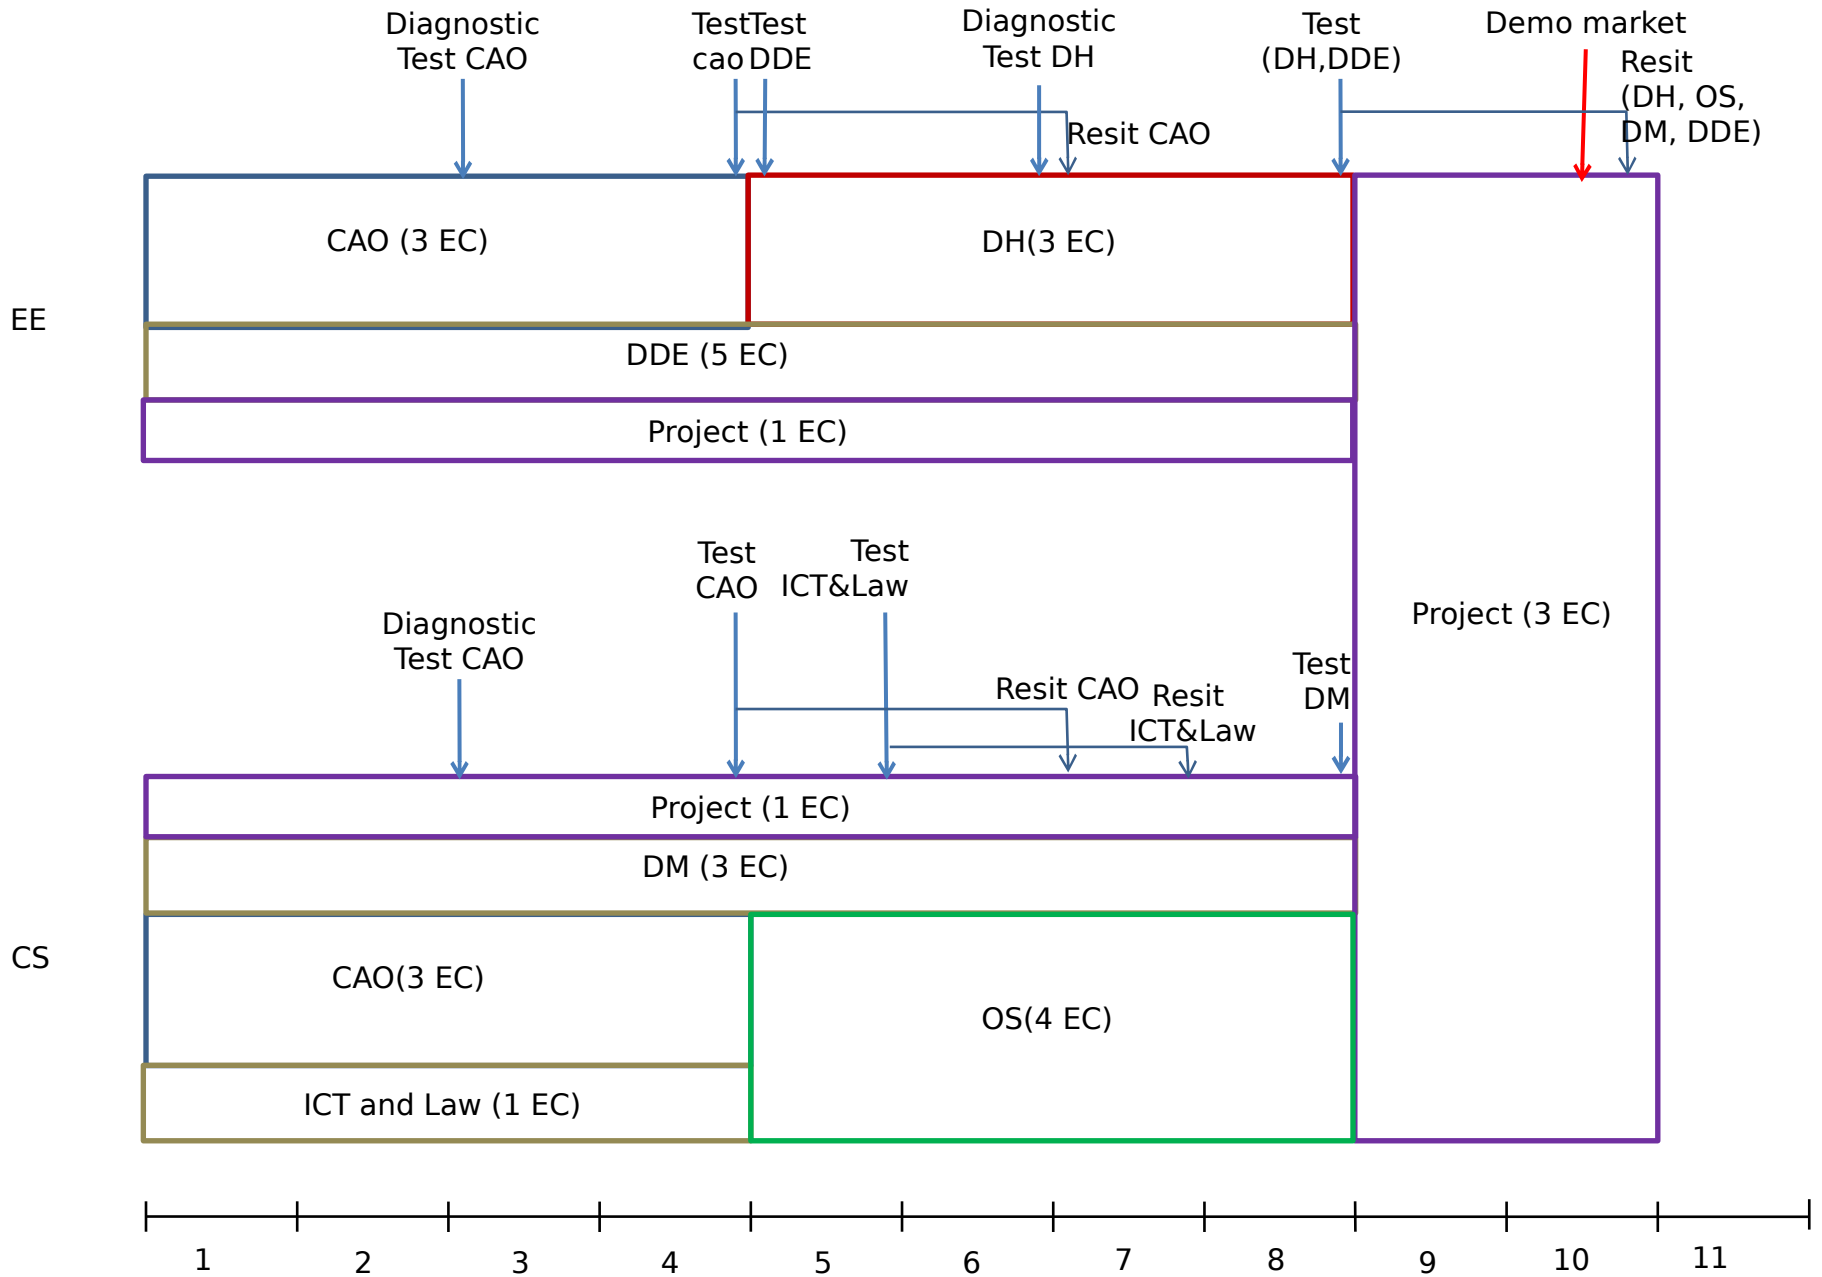 Diagnostic
Test CAO
Test
cao
Test
DDE
Diagnostic
Test DH
Test
(DH,DDE)
Demo market
Resit
(DH, OS,
DM, DDE)
Resit CAO
CAO (3 EC)
DH(3 EC)
EE
DDE (5 EC)
Project (1 EC)
Test
CAO
Test
ICT&Law
Diagnostic
Test CAO
Project (3 EC)
Resit CAO
Resit
ICT&Law
Test
DM
Project (1 EC)
DM (3 EC)
CS
CAO(3 EC)
OS(4 EC)
ICT and Law (1 EC)
1 2 3 4 5 6 7 8 9 10 11